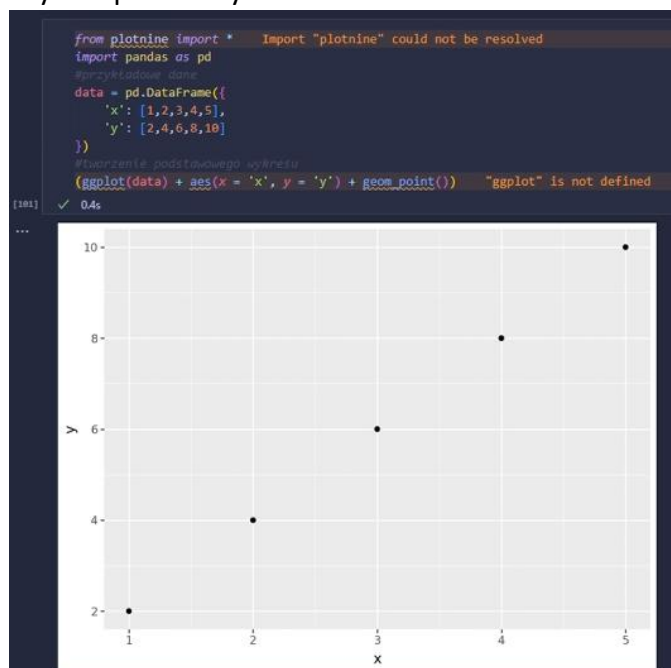 from plotnine import * Import "plotnine" could not be resolved
import pandas as pd
#przykładowe dane
data = pd.DataFrame({
'x': [1,2,3,4,5],
'y': [2,4,6,8,10]
})
#tworzenie podstawowego wykresu
(ggplot(data) + aes(x = 'x', y = 'y') + geom_point()) "ggplot" is not defined
[101] ✓ 0.4s
...
10
8
6
y
4
2
1 2 3 4 5
x